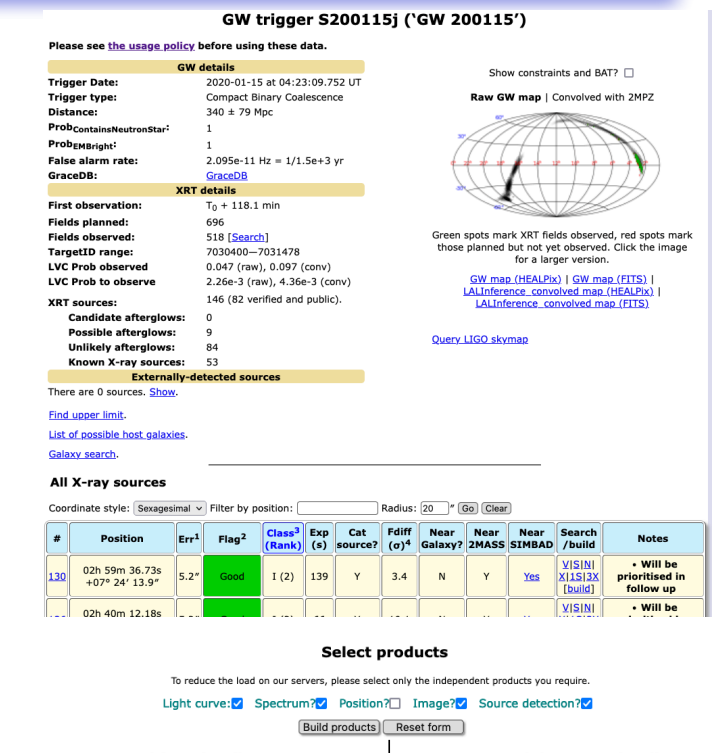 GW trigger S200115j (‘GW 200115’)
Please see the usage policy before using these data.
GW details
Trigger Date: 2020-01-15 at 04:23:09.752 UT
Trigger type: Compact Binary Coalescence
Distance: 340 ± 79 Mpc
ProbContainsNeutronStar: 1
ProbEMBright: 1
False alarm rate: 2.095e-11 Hz = 1/1.5e+3 yr
GraceDB: GraceDB
XRT details
First observation: T0 + 118.1 min
Fields planned: 696
Fields observed: 518 [Search]
TargetID range: 7030400—7031478
LVC Prob observed 0.047 (raw), 0.097 (conv)
LVC Prob to observe 2.26e-3 (raw), 4.36e-3 (conv)
XRT sources: 146 (82 verified and public).
Candidate afterglows: 0
Possible afterglows: 9
Unlikely afterglows: 84
Known X-ray sources: 53
Externally-detected sources
There are 0 sources. Show.
Find upper limit.
List of possible host galaxies.
Galaxy search.
Show constraints and BAT?
Raw GW map | Convolved with 2MPZ
60°
30°
-30°
-60°
Green spots mark XRT fields observed, red spots mark
those planned but not yet observed. Click the image
for a larger version.
GW map (HEALPix) | GW map (FITS) |
LALInference_convolved map (HEALPix) |
LALInference_convolved map (FITS)
Query LIGO skymap
All X-ray sources
Coordinate style: Sexagesimal Filter by position: Radius: 20 " Go Clear
# Position Err1 Flag2 Class3 (Rank) Exp (s) Cat source? Fdiff (σ)4 Near Galaxy? Near 2MASS Near SIMBAD Search /build Notes
130 02h 59m 36.73s +07° 24′ 13.9″ 5.2″ Good I (2) 139 Y 3.4 N Y Yes V|S|N| X|1S|3X [build] • Will be prioritised in follow up
02h 40m 12.18s V|S|N| • Will be
Select products
To reduce the load on our servers, please select only the independent products you require.
Light curve: Spectrum? Position? Image? Source detection?
Build products Reset form